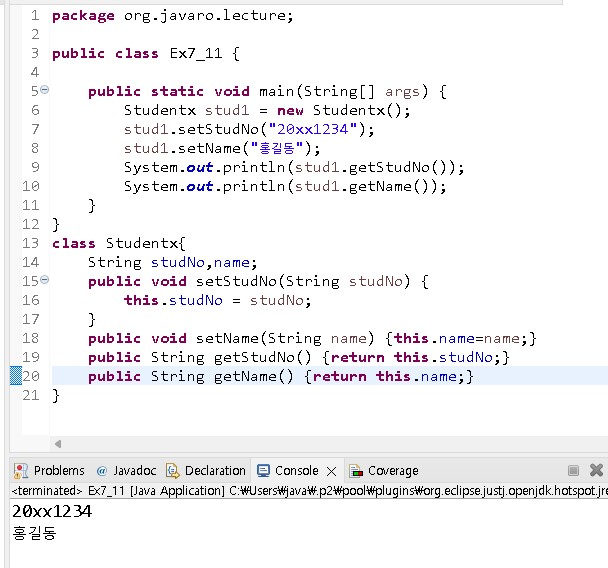 1 package org.javaro.lecture;
2
3 public class Ex7_11 {
4
5 public static void main(String[] args) {
6 Studentx stud1 = new Studentx();
7 stud1.setStudNo("20xx1234");
8 stud1.setName("홍길동");
9 System.out.println(stud1.getStudNo());
10 System.out.println(stud1.getName());
11 }
12 }
13 class Studentx{
14 String studNo,name;
15 public void setStudNo(String studNo) {
16 this.studNo = studNo;
17 }
18 public void setName(String name) {this.name=name;}
19 public String getStudNo() {return this.studNo;}
20 public String getName() {return this.name;}
21 }
Problems @ Javadoc Declaration Console Coverage
<terminated> Ex7_11 [Java Application] C:₩Users₩java₩.p2₩pool₩plugins₩org.eclipse.justj.openjdk.hotspot.jre
20xx1234
홍길동